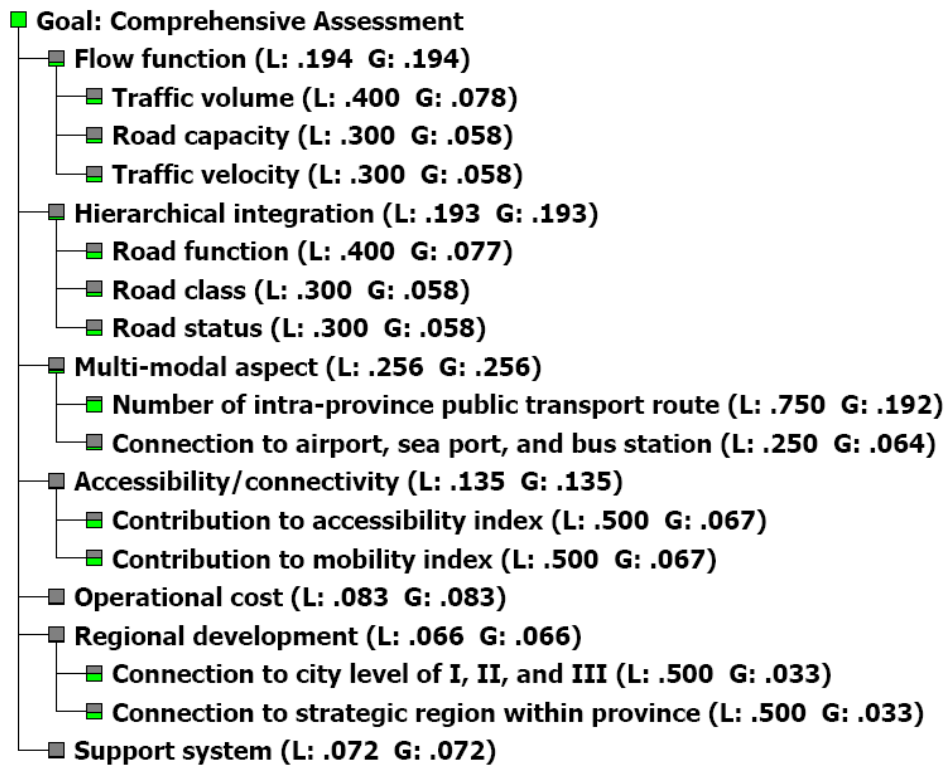 Goal: Comprehensive Assessment
Flow function (L: .194 G: .194)
Traffic volume (L: .400 G: .078)
Road capacity (L: .300 G: .058)
Traffic velocity (L: .300 G: .058)
Hierarchical integration (L: .193 G: .193)
Road function (L: .400 G: .077)
Road class (L: .300 G: .058)
Road status (L: .300 G: .058)
Multi-modal aspect (L: .256 G: .256)
Number of intra-province public transport route (L: .750 G: .192)
Connection to airport, sea port, and bus station (L: .250 G: .064)
Accessibility/connectivity (L: .135 G: .135)
Contribution to accessibility index (L: .500 G: .067)
Contribution to mobility index (L: .500 G: .067)
Operational cost (L: .083 G: .083)
Regional development (L: .066 G: .066)
Connection to city level of I, II, and III (L: .500 G: .033)
Connection to strategic region within province (L: .500 G: .033)
Support system (L: .072 G: .072)